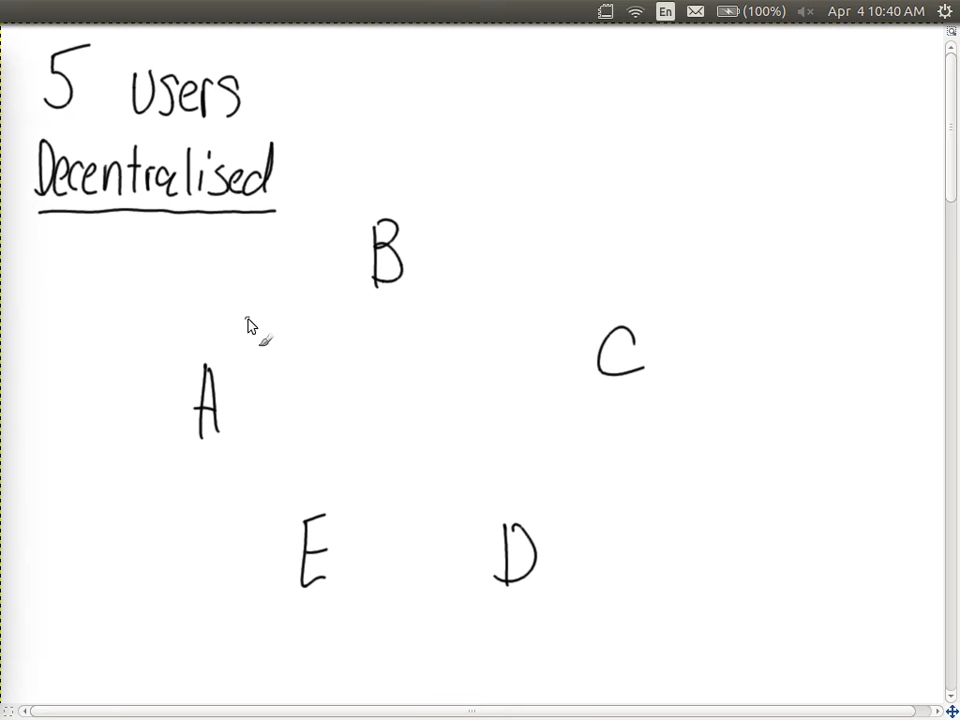 En (100%) Apr 4 10:40 AM
5 Users
Decentralised
B
C
A
E D